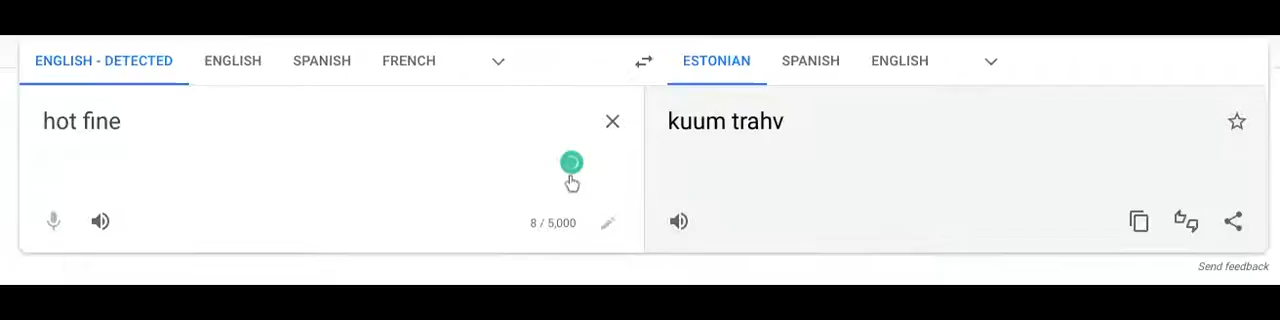 ENGLISH - DETECTED ENGLISH SPANISH FRENCH ESTONIAN SPANISH ENGLISH
hot fine
kuum trahv
8 / 5,000
Send feedback